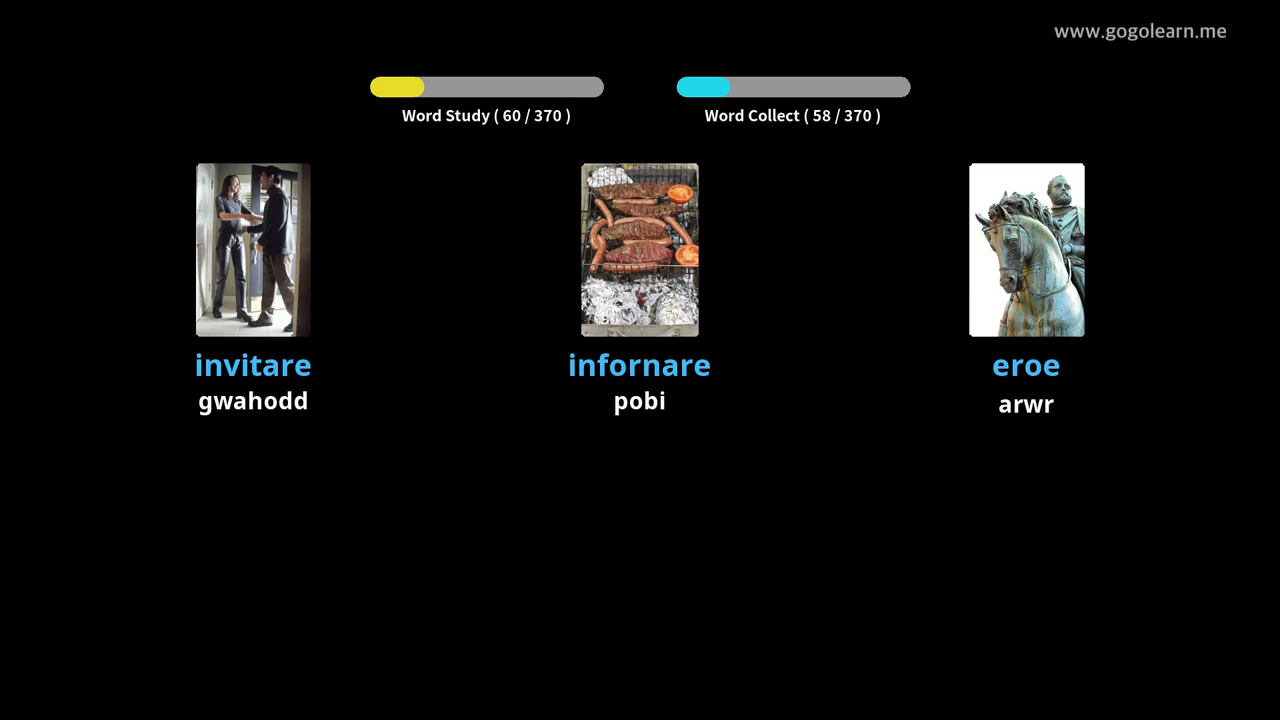 www.gogolearn.me
Word Study ( 60 / 370 )
Word Collect ( 58 / 370 )
invitare
gwahodd
infornare
pobi
eroe
arwr